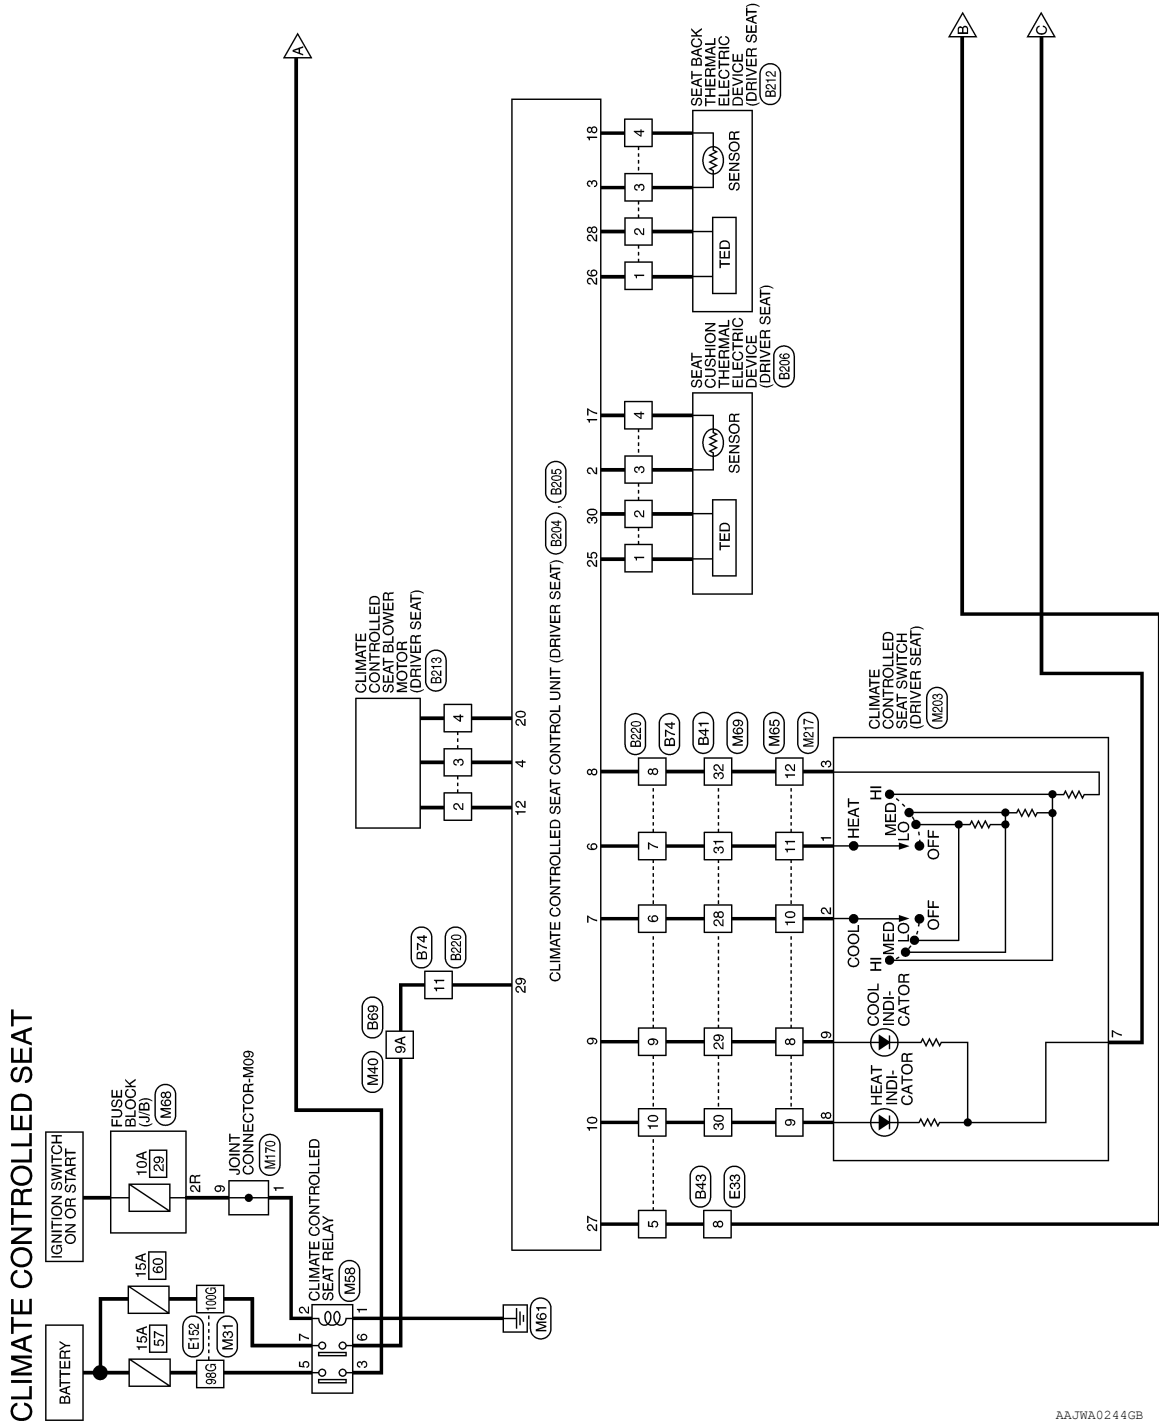 CLIMATE CONTROLLED SEAT
BATTERY
IGNITION SWITCH
ON OR START
15A
57
15A
60
10A
29
FUSE
BLOCK
(J/B)
M68
2R
98G
100G
E152
M31
9
JOINT
CONNECTOR-M09
M170
1
5
7
2
CLIMATE CONTROLLED
SEAT RELAY
M58
3
6
1
M61
A
M40
B69
9A
B74
11
B220
29
CLIMATE
CONTROLLED
SEAT BLOWER
MOTOR
(DRIVER SEAT)
B213
2
3
4
12
4
20
CLIMATE CONTROLLED SEAT CONTROL UNIT (DRIVER SEAT)
B204
,
B205
27
10
9
7
6
8
25
30
2
17
26
28
3
18
5
10
9
6
7
8
B220
B74
B43
8
E33
30
29
28
31
32
B41
M69
9
8
10
11
12
M65
M217
8
9
2
1
3
1
2
3
4
TED
SENSOR
SEAT
CUSHION
THERMAL
ELECTRIC
DEVICE
(DRIVER SEAT)
B206
1
2
3
4
TED
SENSOR
SEAT BACK
THERMAL
ELECTRIC
DEVICE
(DRIVER SEAT)
B212
HEAT
INDI-
CATOR
COOL
INDI-
CATOR
COOL
HI
MED
LO
OFF
HEAT
HI
MED
LO
OFF
7
CLIMATE
CONTROLLED
SEAT SWITCH
(DRIVER SEAT)
M203
B
C
AAJWA0244GB